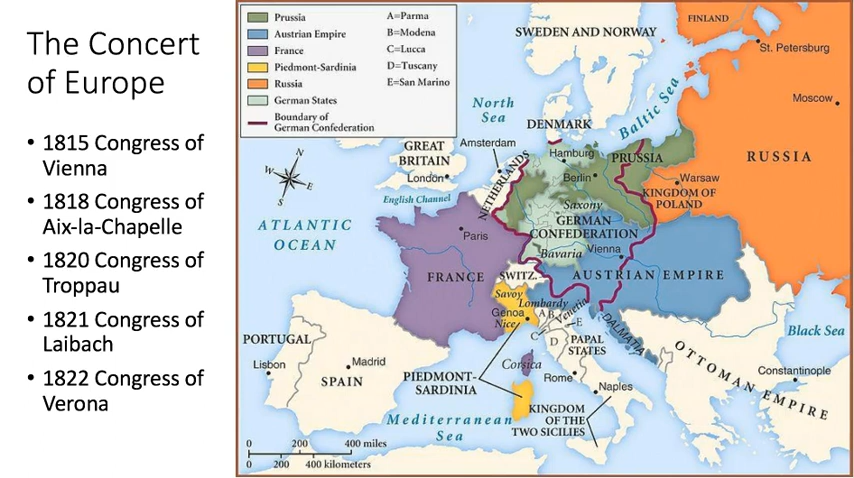 The Concert
of Europe
• 1815 Congress of
Vienna
• 1818 Congress of
Aix-la-Chapelle
• 1820 Congress of
Troppau
• 1821 Congress of
Laibach
• 1822 Congress of
Verona
Prussia
Austrian Empire
France
Piedmont-Sardinia
Russia
German States
Boundary of
German Confederation
A=Parma
B=Modena
C=Lucca
D=Tuscany
E=San Marino
FINLAND
SWEDEN AND NORWAY
St. Petersburg
Moscow
North
Sea
Baltic Sea
DENMARK
RUSSIA
N
W
E
S
GREAT
BRITAIN
London
Amsterdam
NETHERLANDS
Hamburg
Berlin
PRUSSIA
Warsaw
KINGDOM OF
POLAND
English Channel
ATLANTIC
OCEAN
Paris
Saxony
GERMAN
CONFEDERATION
Bavaria
Vienna
FRANCE
SWITZ.
AUSTRIAN EMPIRE
Savoy
Lombardy
Venetia
Genoa
Nice
A
B
C
D
E
DALMATIA
PAPAL
STATES
Black Sea
PORTUGAL
Lisbon
Madrid
SPAIN
Corsica
PIEDMONT-
SARDINIA
Rome
Naples
KINGDOM
OF THE
TWO SICILIES
OTTOMAN EMPIRE
Constantinople
Mediterranean
Sea
0 200 400 miles
0 200 400 kilometers